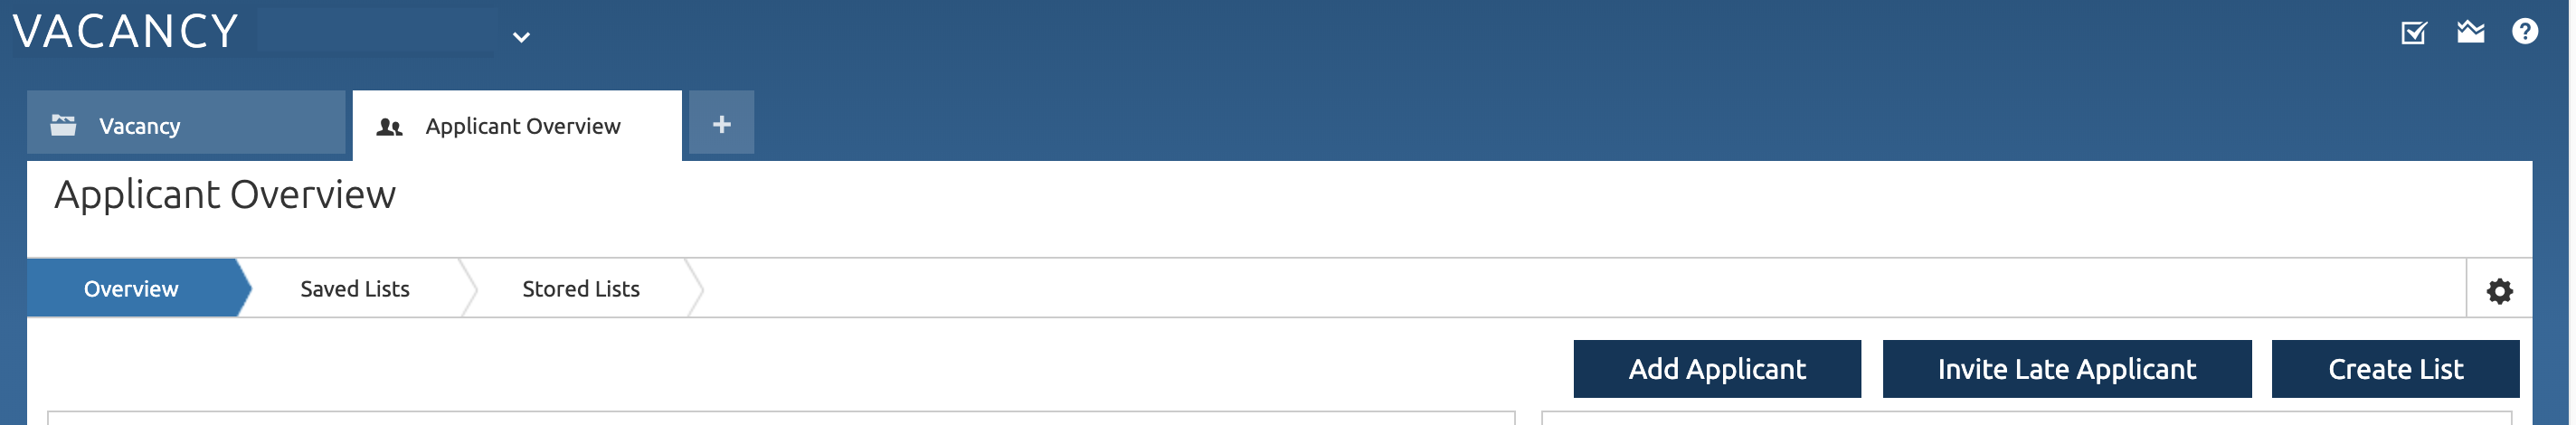 VACANCY
Vacancy Applicant Overview +
Applicant Overview
Overview Saved Lists Stored Lists
Add Applicant Invite Late Applicant Create List